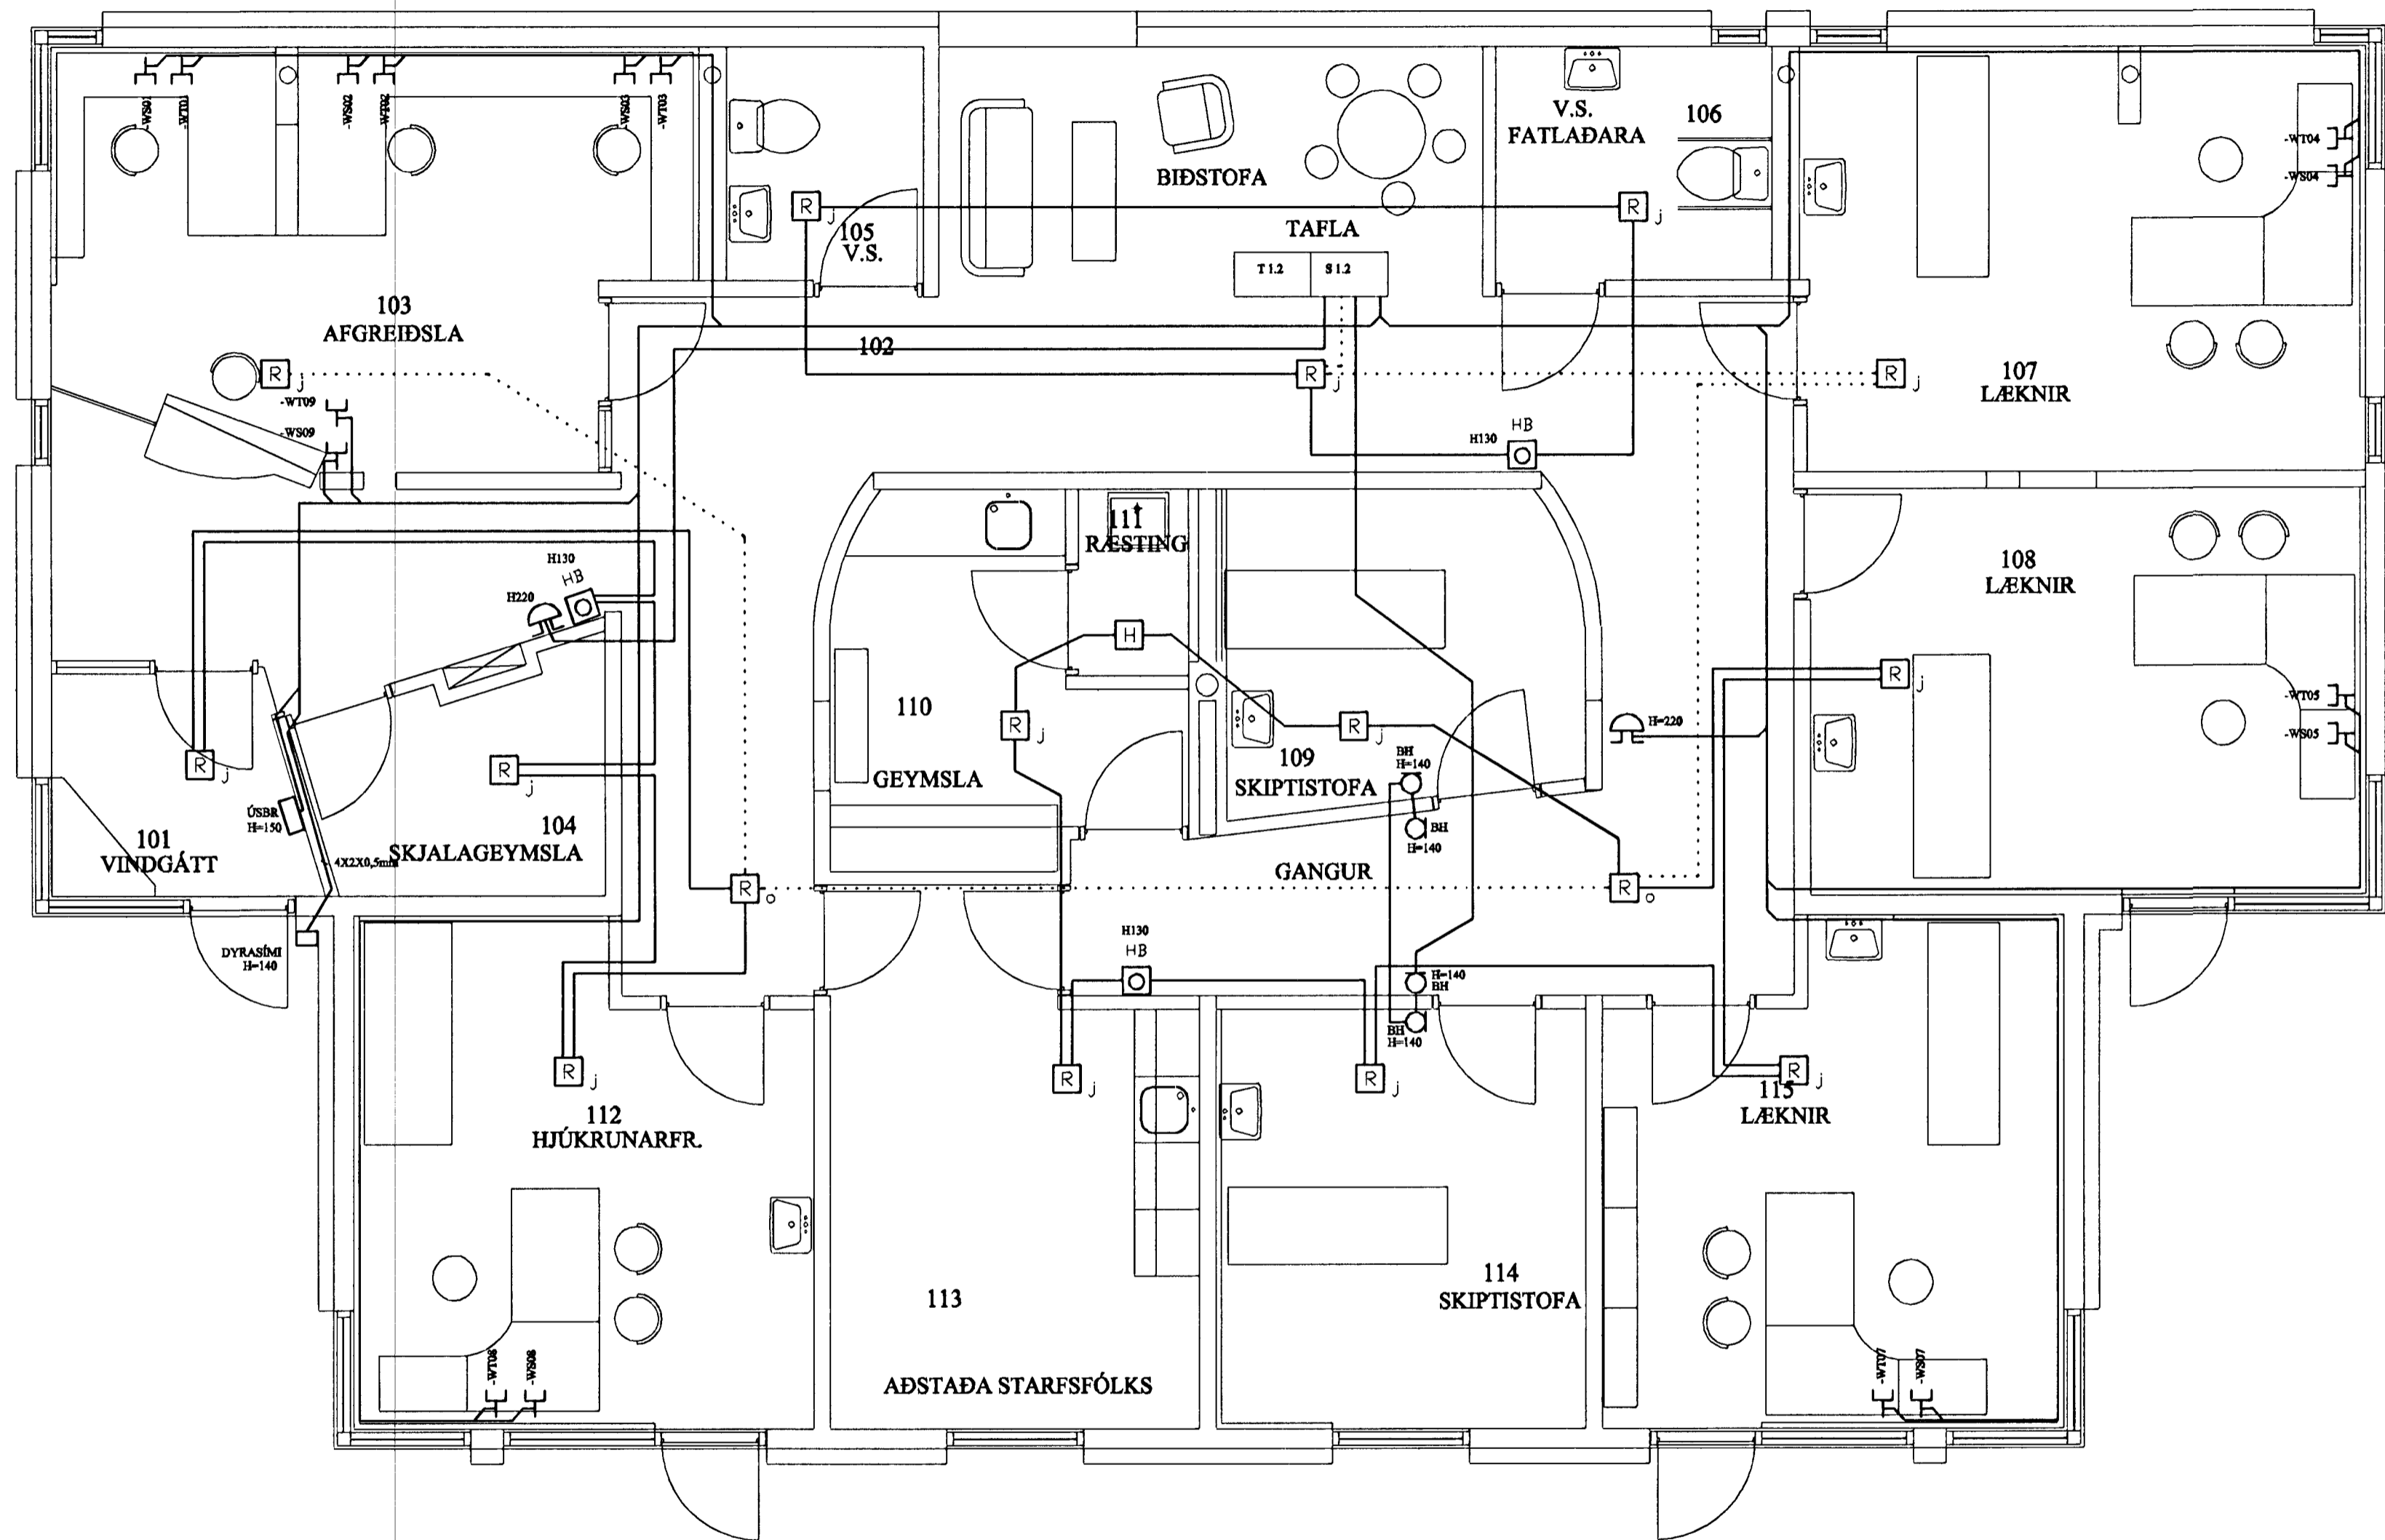 -WS01
-WT01
-WS02
-WT02
-WS03
-WT03
103
AFGREIÐSLA
R
j
-WT09
-WS09
105
V.S.
R
j
BIÐSTOFA
TAFLA
T 1.2
S 1.2
V.S.
FATLAÐARA
106
R
j
-WT04
-WS04
102
R
j
HB
H130
107
LÆKNIR
R
j
111
RÆSTING
H130
HB
H220
H
110
GEYMSLA
R
j
R
j
109
SKIPTISTOFA
BH
H=140
BH
H=140
H=220
108
LÆKNIR
R
j
-WT05
-WS05
R
j
R
j
ÚSBR
H=150
101
VINDGÁTT
104
SKJALAGEYMSLA
4X2X0,5mm
DYRASÍMI
H=140
R
o
GANGUR
R
o
H130
HB
H=140
BH
BH
H=140
R
j
R
j
R
j
R
j
112
HJÚKRUNARFR.
115
LÆKNIR
113
AÐSTAÐA STARFSFÓLKS
114
SKIPTISTOFA
-WT08
-WS08
-WT07
-WS07